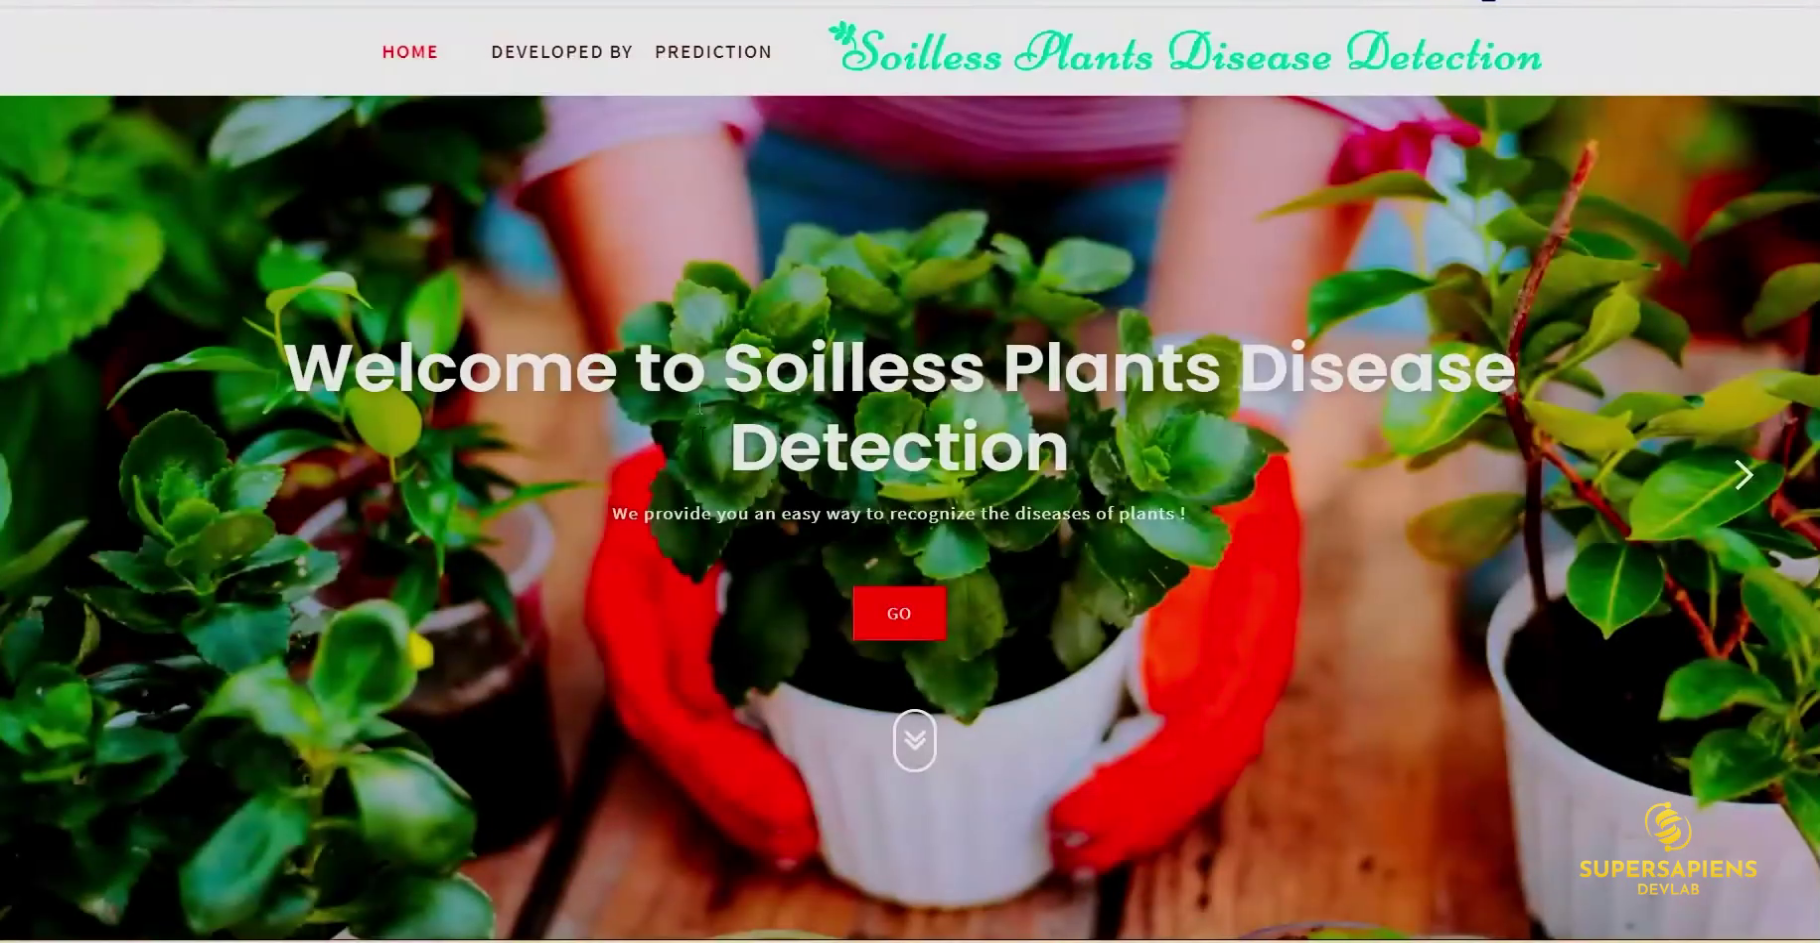 HOME DEVELOPED BY PREDICTION Soilless Plants Disease Detection
Welcome to Soilless Plants Disease
Detection
We provide you an easy way to recognize the diseases of plants !
GO
SUPERSAPIENS
DEVLAB